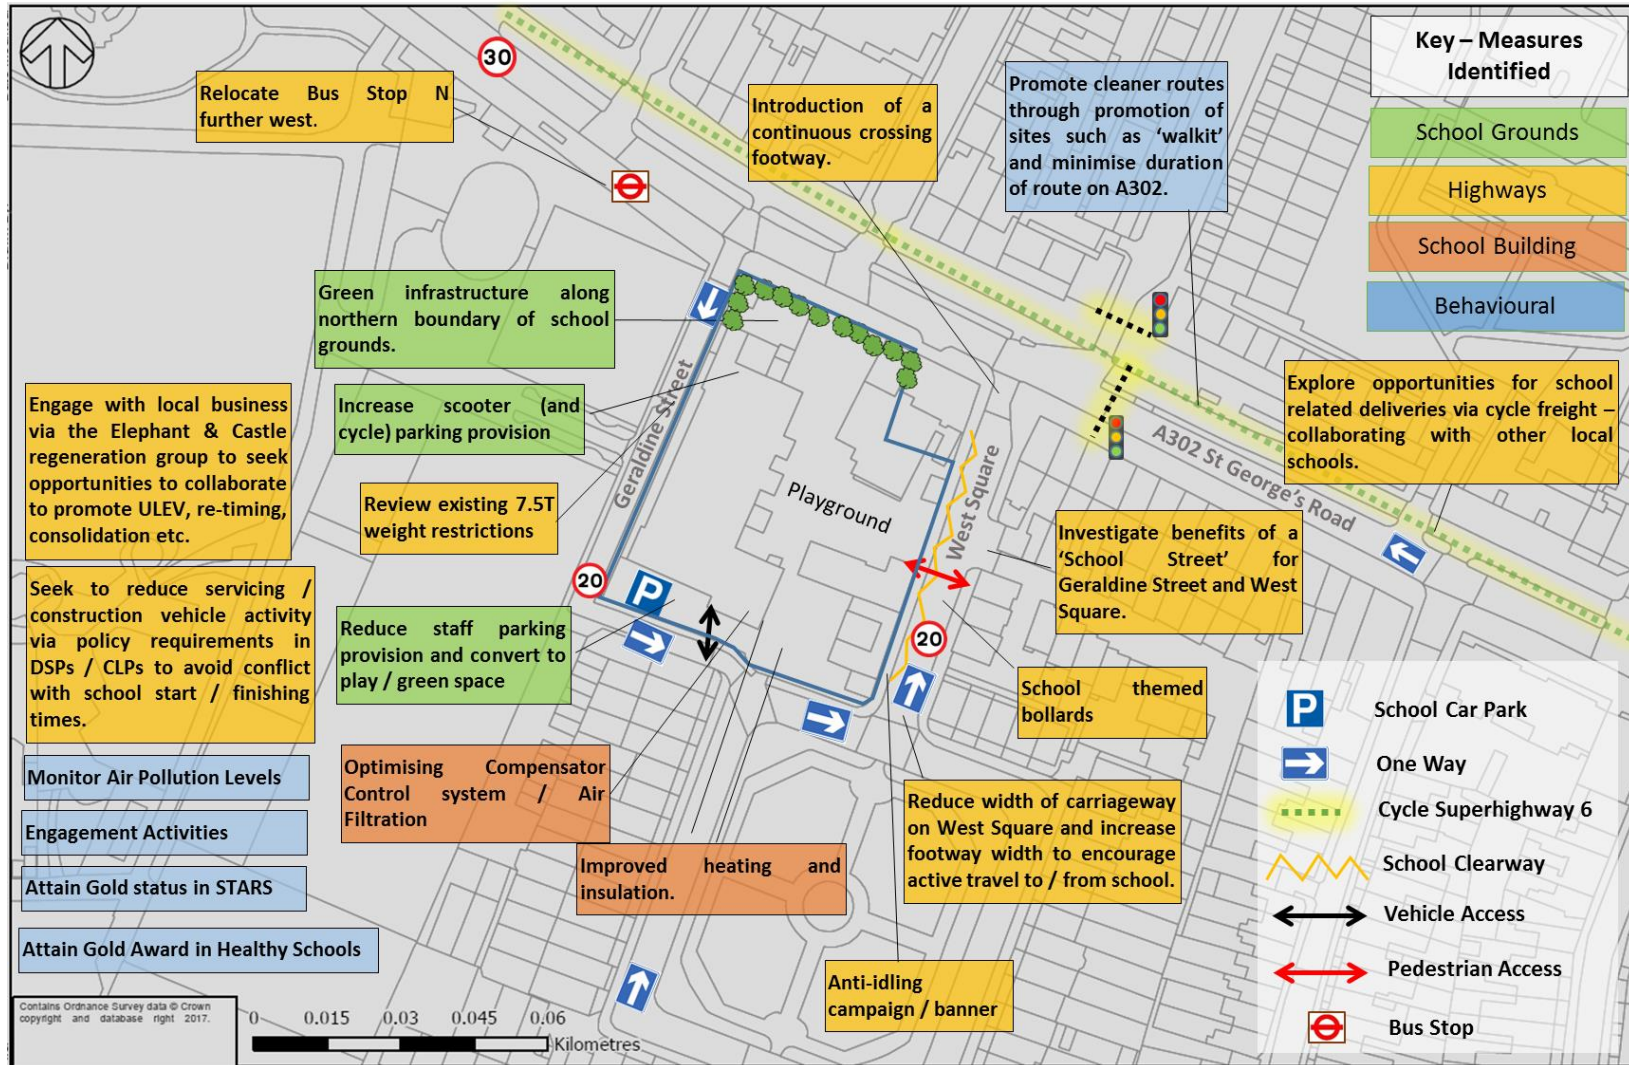 30
Relocate Bus Stop N
further west.
Introduction of a
continuous crossing
footway.
Promote cleaner routes
through promotion of
sites such as ‘walkit’
and minimise duration
of route on A302.
Key – Measures
Identified
School Grounds
Highways
School Building
Behavioural
Green infrastructure along
northern boundary of school
grounds.
Increase scooter (and
cycle) parking provision
Review existing 7.5T
weight restrictions
Engage with local business
via the Elephant & Castle
regeneration group to seek
opportunities to collaborate
to promote ULEV, re-timing,
consolidation etc.
Seek to reduce servicing /
construction vehicle activity
via policy requirements in
DSPs / CLPs to avoid conflict
with school start / finishing
times.
Geraldine Street
Playground
West Square
A302 St George’s Road
Explore opportunities for school
related deliveries via cycle freight –
collaborating with other local
schools.
Investigate benefits of a
‘School Street’ for
Geraldine Street and West
Square.
20
P
20
Reduce staff parking
provision and convert to
play / green space
School themed
bollards
Monitor Air Pollution Levels
Engagement Activities
Attain Gold status in STARS
Attain Gold Award in Healthy Schools
Optimising Compensator
Control system / Air
Filtration
Improved heating and
insulation.
Reduce width of carriageway
on West Square and increase
footway width to encourage
active travel to / from school.
Anti-idling
campaign / banner
P School Car Park
One Way
Cycle Superhighway 6
School Clearway
Vehicle Access
Pedestrian Access
Bus Stop
Contains Ordnance Survey data © Crown
copyright and database right 2017.
0 0.015 0.03 0.045 0.06
Kilometres